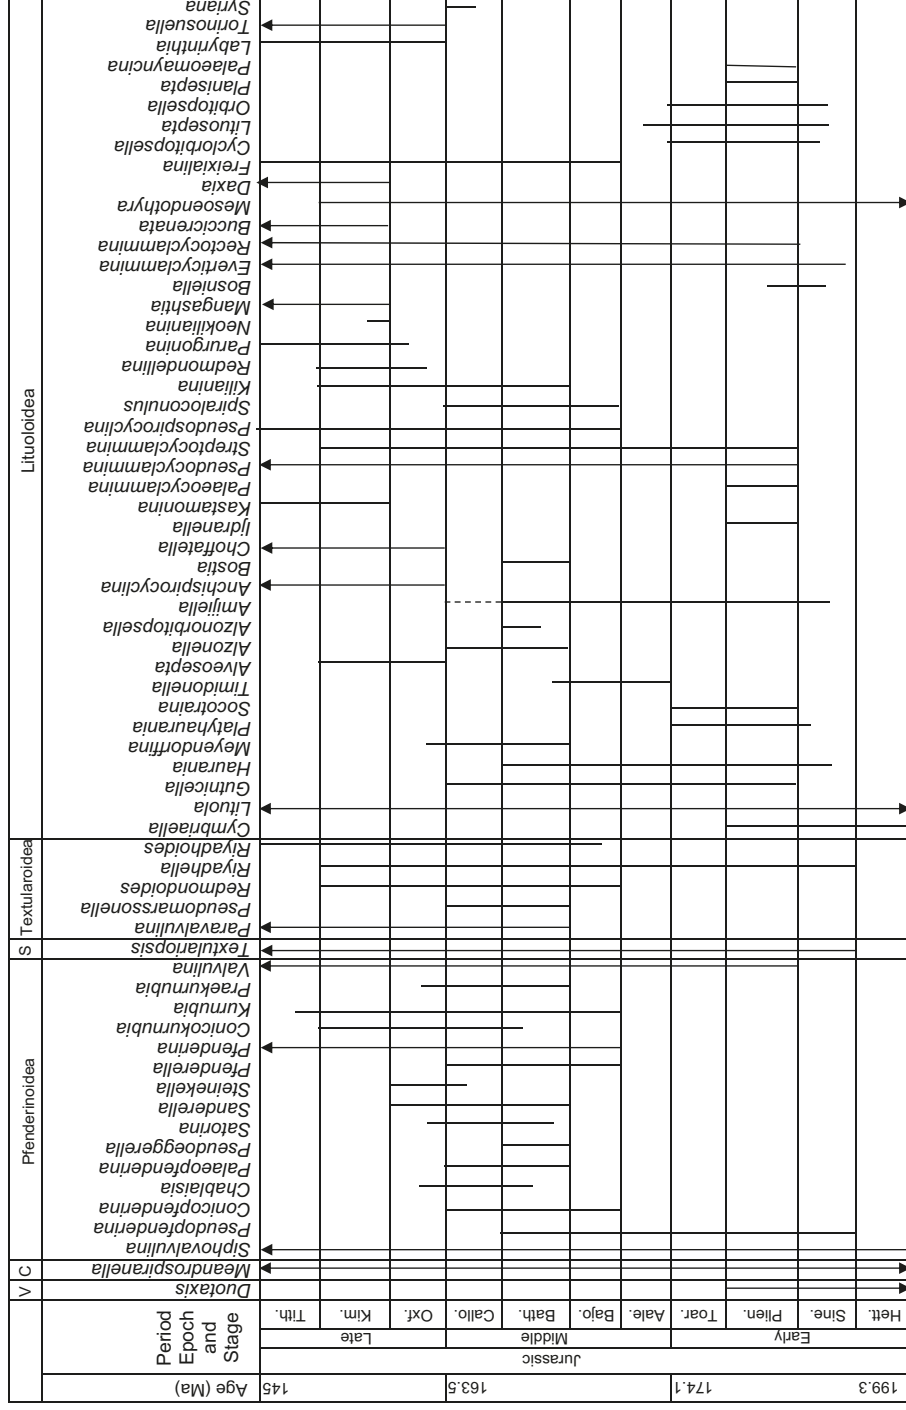 Syriana
Torinosuella
Labyrinthia
Palaeomcinyacmina
Planisepta
Orbitopsella
Lituosepta
Cyclorbitopsella
Freixialina
Daxia
Mesoendothyra
Buccicrenata
Rectocyclammina
Everticyclammina
Bosniella
Mangashtia
Neokilianina
Parurgonina
Redmondellina
Kilianina
Spiraloconulus
Pseudospirocyclina
Streptocyclammina
Pseudocyclammina
Palaeocyclammina
Kastamonina
Ijdranella
Choffatella
Bostia
Archispirocyclina
Amijiella
Alzonorbitopsella
Alzonella
Alveosepta
Timidonella
Socotraina
Platyhaurania
Meyendorffina
Haurania
Gutnicella
Lituola
Cymbriaella
Lituoloidea
Riyadhoides
Riyadhella
Redmondoides
Pseudomarssonella
Paravalvulina
Textularoidea
Textulariopsis
S
Valvulina
Praekurnubia
Kurnubia
Conicokurnubia
Pfenderina
Pfenderella
Steinekella
Sanderella
Satorina
Pseudoeggerella
Palaeopfenderina
Chablaisia
Conicopfenderina
Pseudopfenderina
Siphovalvulina
Pfenderinoidea
Meandrospiranella
C
Duotaxis
V
Period
Epoch
and
Stage
Tith.
Kim.
Oxf.
Callo.
Bath.
Bajo.
Aale.
Toar.
Plien.
Sine.
Hett.
Late
Middle
Early
Jurassic
Age (Ma)
145
163.5
174.1
199.3